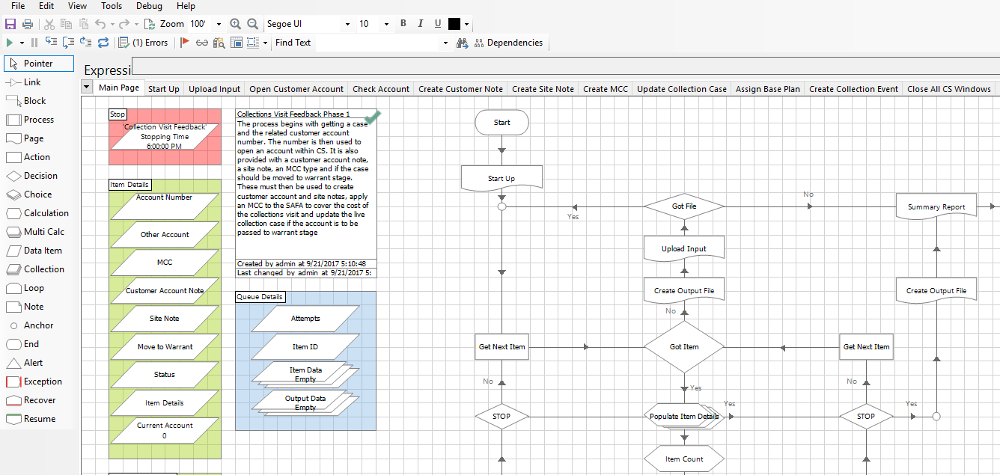 File Edit View Tools Debug Help
Zoom 100' Segoe UI 10 B I U
(1) Errors Find Text Dependencies
Pointer
Link
Block
Process
Page
Action
Decision
Choice
Calculation
Multi Calc
Data Item
Collection
Loop
Note
Anchor
End
Alert
Exception
Recover
Resume
Expressi
Main Page Start Up Upload Input Open Customer Account Check Account Create Customer Note Create Site Note Create MCC Update Collection Case Assign Base Plan Create Collection Event Close All CS Windows
Stop
'Collection Visit Feedback'
Stopping Time
6:00:00 PM
Item Details
Account Number
Other Account
MCC
Customer Account Note
Site Note
Move to Warrant
Status
Item Details
Current Account
0
Collections Visit Feedback Phase 1
The process begins with getting a case
and the related customer account
number. The number is then used to
open an account within CS. It is also
provided with a customer account note,
a site note, an MCC type and if the case
should be moved to warrant stage.
These must then be used to create
customer account and site notes, apply
an MCC to the SAFA to cover the cost of
the collections visit and update the live
collection case if the account is to be
passed to warrant stage
Created by admin at 9/21/2017 5:10:48
Last changed by admin at 9/21/2017 5:
Queue Details
Attempts
Item ID
Item Data
Empty
Output Data
Empty
Start
Start Up
Yes
Got File
No
Summary Report
Upload Input
Create Output File
Create Output File
No
Get Next Item
Got Item
Get Next Item
No
Yes
No
Yes
Yes
STOP
Populate Item Details
STOP
Item Count